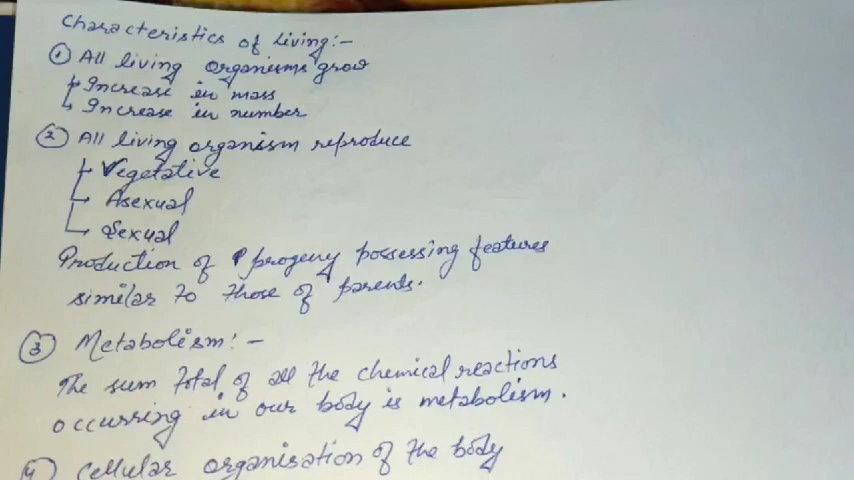 Characteristics of Living:-
① All living organisms grow
Increase in mass
Increase in number
② All living organism reproduce
Vegetative
Asexual
Sexual
Production of progeny possessing features
similar to those of parents.
③ Metabolism:-
The sum total of all the chemical reactions
occurring in our body is metabolism.
④ Cellular organisation of the body